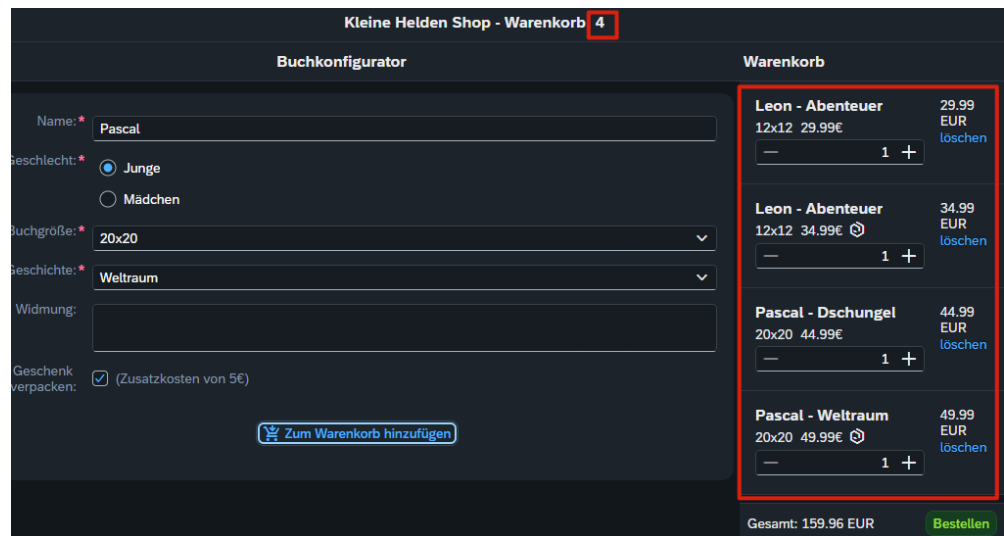 Kleine Helden Shop - Warenkorb 4
Buchkonfigurator
Name:* Pascal
Geschlecht:* Junge
Mädchen
Buchgröße:* 20x20
Geschichte:* Weltraum
Widmung:
Geschenk
verpacken: (Zusatzkosten von 5€)
Zum Warenkorb hinzufügen
Warenkorb
Leon - Abenteuer 29.99
12x12 29.99€ EUR
löschen
— 1 +
Leon - Abenteuer 34.99
12x12 34.99€ EUR
löschen
— 1 +
Pascal - Dschungel 44.99
20x20 44.99€ EUR
löschen
— 1 +
Pascal - Weltraum 49.99
20x20 49.99€ EUR
löschen
— 1 +
Gesamt: 159.96 EUR Bestellen